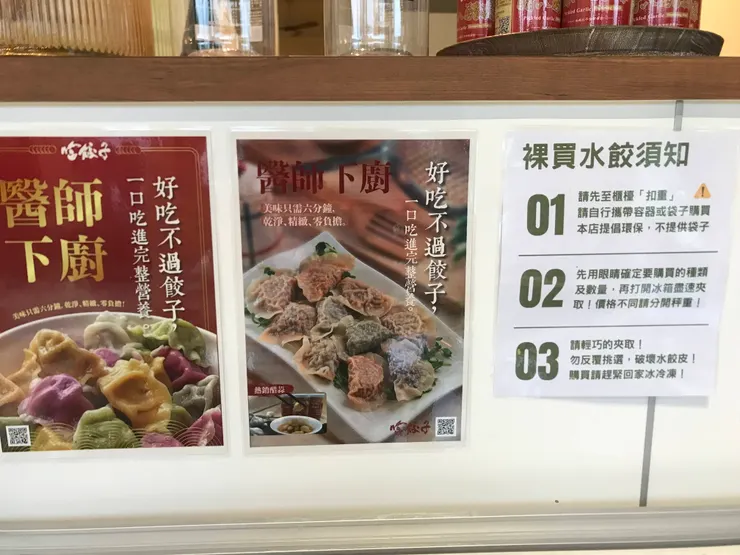 哈餃子
醫師
下廚
好吃不過餃子，
一口吃進完整營養。
美味只需六分鐘,乾淨、精緻、零負擔!
醫師下廚
美味只需六分鐘,
乾淨、精緻、零負擔。
好吃不過餃子，
一口吃進完整營養。
熱銷醋蒜
哈餃子
裸買水餃須知
01
請先至櫃檯「扣重」
請自行攜帶容器或袋子購買
本店提倡環保，不提供袋子
02
先用眼睛確定要購買的種類
及數量，再打開冰箱盡速夾
取！價格不同請分開秤重！
03
請輕巧的夾取！
勿反覆挑選，破壞水餃皮！
購買請趕緊回家冰冷凍！